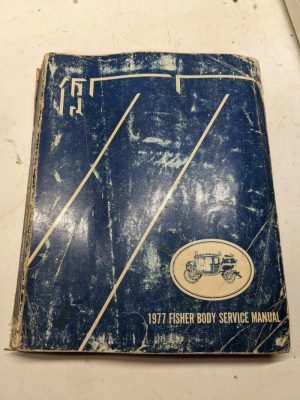 1977 FISHER BODY SERVICE MANUAL